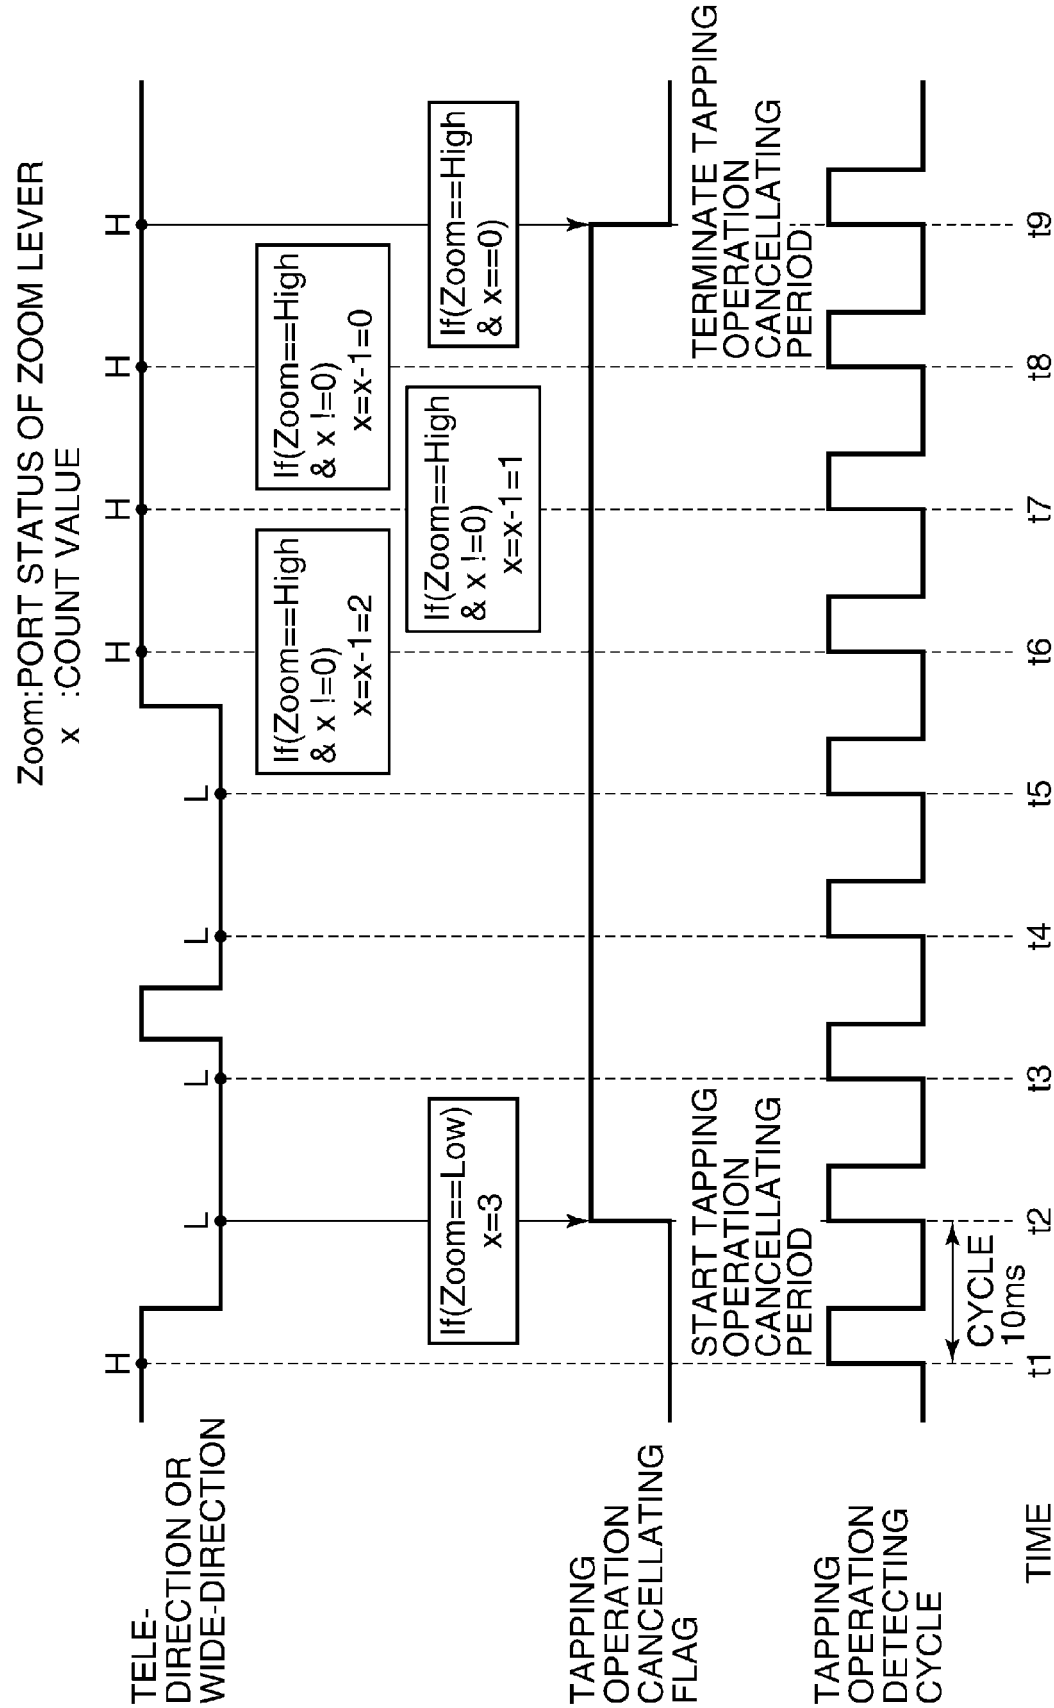 Zoom:PORT STATUS OF ZOOM LEVER
x :COUNT VALUE
TELE-
DIRECTION OR
WIDE-DIRECTION
H
L
L
L
L
H
H
H
H
If(Zoom==Low)
x=3
If(Zoom==High
& x !=0)
x=x-1=2
If(Zoom==High
& x !=0)
x=x-1=1
If(Zoom==High
& x !=0)
x=x-1=0
If(Zoom==High
& x==0)
TAPPING
OPERATION
CANCELLATING
FLAG
START TAPPING
OPERATION
CANCELLATING
PERIOD
TERMINATE TAPPING
OPERATION
CANCELLATING
PERIOD
TAPPING
OPERATION
DETECTING
CYCLE
CYCLE
10ms
TIME
t1
t2
t3
t4
t5
t6
t7
t8
t9